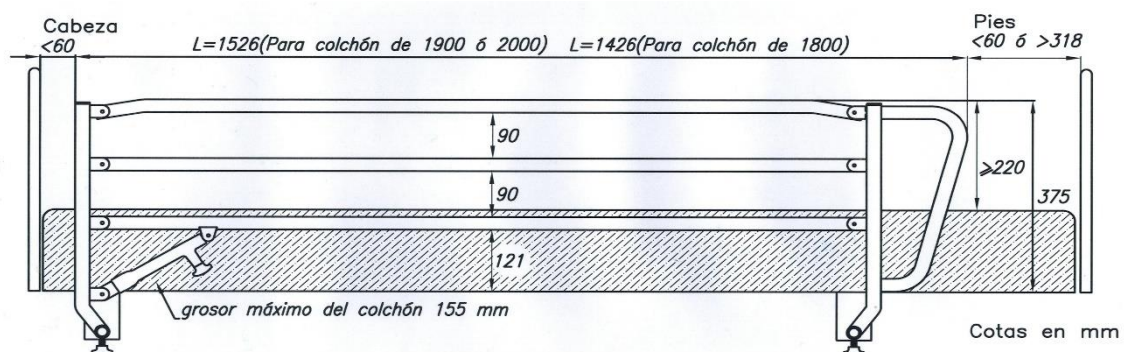 Cabeza
<60
L=1526(Para colchón de 1900 ó 2000) L=1426(Para colchón de 1800)
Pies
<60 ó >318
90
⩾220
90
375
121
grosor máximo del colchón 155 mm
Cotas en mm